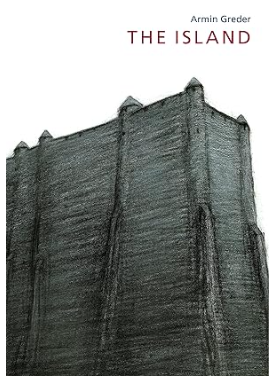 Armin Greder
THE ISLAND